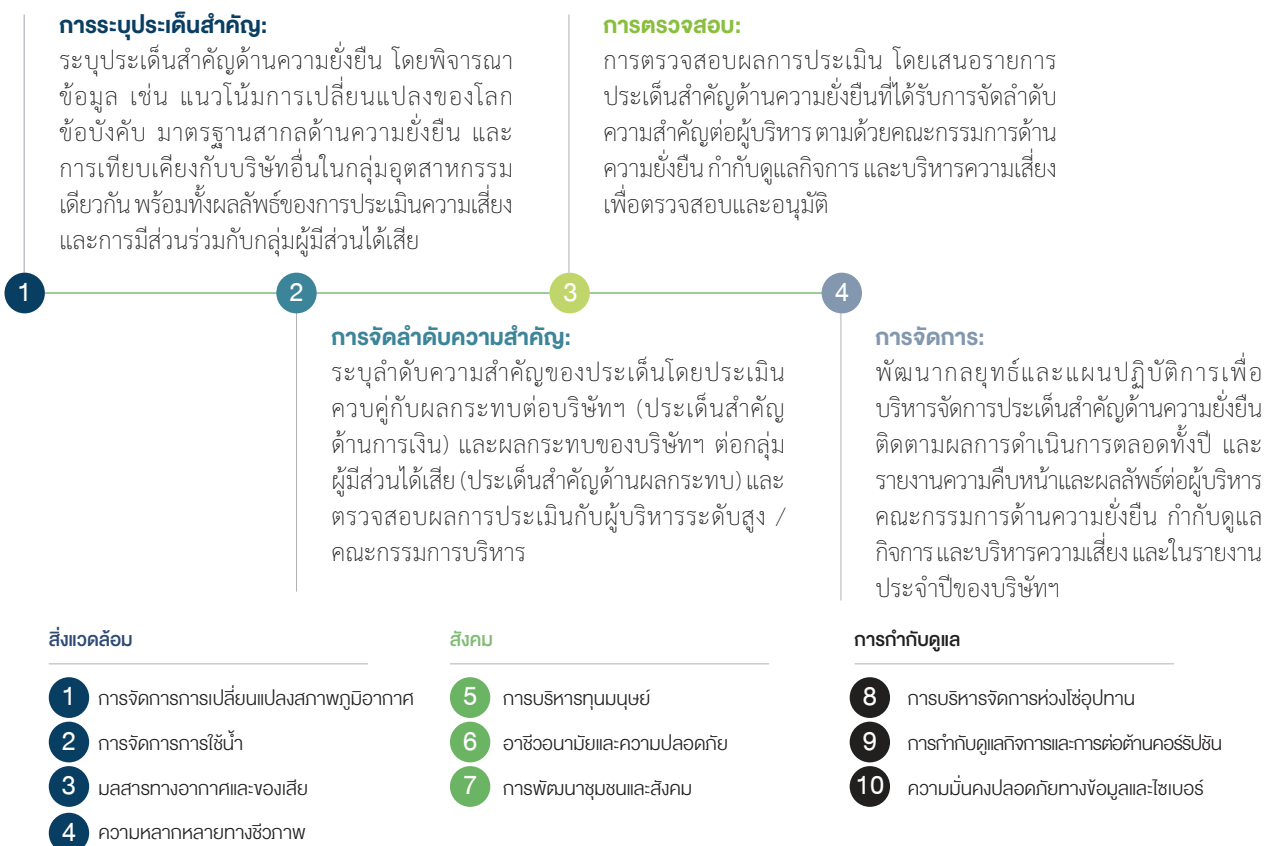 การระบุประเด็นสำคัญ:
ระบุประเด็นสำคัญด้านความยั่งยืน โดยพิจารณา
ข้อมูล เช่น แนวโน้มการเปลี่ยนแปลงของโลก
ข้อบังคับ มาตรฐานสากลด้านความยั่งยืน และ
การเทียบเคียงกับบริษัทอื่นในกลุ่มอุตสาหกรรม
เดียวกัน พร้อมทั้งผลลัพธ์ของการประเมินความเสี่ยง
และการมีส่วนร่วมกับกลุ่มผู้มีส่วนได้เสีย
การตรวจสอบ:
การตรวจสอบผลการประเมิน โดยเสนอรายการ
ประเด็นสำคัญด้านความยั่งยืนที่ได้รับการจัดลำดับ
ความสำคัญต่อผู้บริหาร ตามด้วยคณะกรรมการด้าน
ความยั่งยืน กำกับดูแลกิจการ และบริหารความเสี่ยง
เพื่อตรวจสอบและอนุมัติ
1
2
3
4
การจัดลำดับความสำคัญ:
ระบุลำดับความสำคัญของประเด็นโดยประเมิน
ควบคู่กับผลกระทบต่อบริษัทฯ (ประเด็นสำคัญ
ด้านการเงิน) และผลกระทบของบริษัทฯ ต่อกลุ่ม
ผู้มีส่วนได้เสีย (ประเด็นสำคัญด้านผลกระทบ) และ
ตรวจสอบผลการประเมินกับผู้บริหารระดับสูง /
คณะกรรมการบริหาร
การจัดการ:
พัฒนากลยุทธ์และแผนปฏิบัติการเพื่อ
บริหารจัดการประเด็นสำคัญด้านความยั่งยืน
ติดตามผลการดำเนินการตลอดทั้งปี และ
รายงานความคืบหน้าและผลลัพธ์ต่อผู้บริหาร
คณะกรรมการด้านความยั่งยืน กำกับดูแล
กิจการ และบริหารความเสี่ยง และในรายงาน
ประจำปีของบริษัทฯ
สิ่งแวดล้อม
1 การจัดการการเปลี่ยนแปลงสภาพภูมิอากาศ
2 การจัดการการใช้น้ำ
3 มลสารทางอากาศและของเสีย
4 ความหลากหลายทางชีวภาพ
สังคม
5 การบริหารทุนมนุษย์
6 อาชีวอนามัยและความปลอดภัย
7 การพัฒนาชุมชนและสังคม
การกำกับดูแล
8 การบริหารจัดการห่วงโซ่อุปทาน
9 การกำกับดูแลกิจการและการต่อต้านคอร์รัปชัน
10 ความมั่นคงปลอดภัยทางข้อมูลและไซเบอร์